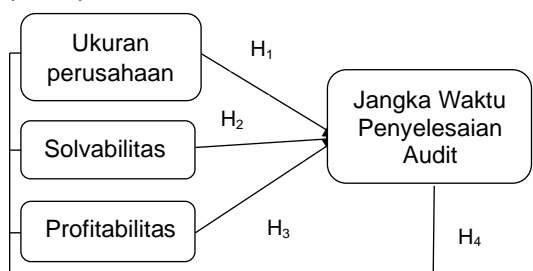 Ukuran
perusahaan
H₁
Jangka Waktu
Penyelesaian
Audit
H₂
Solvabilitas
Profitabilitas
H₃
H₄